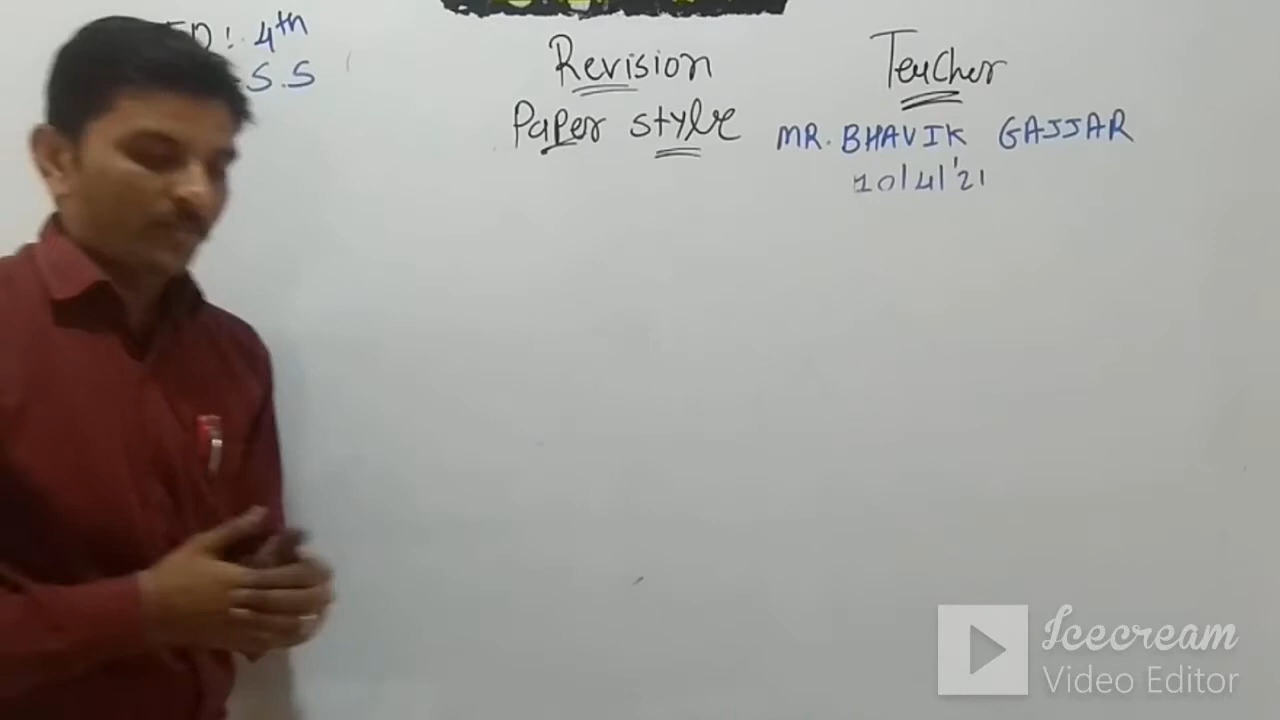 4th
S.S
Revision
Paper style
Teacher
MR. BHAVIK GAJJAR
10/4/'21
Icecream
Video Editor